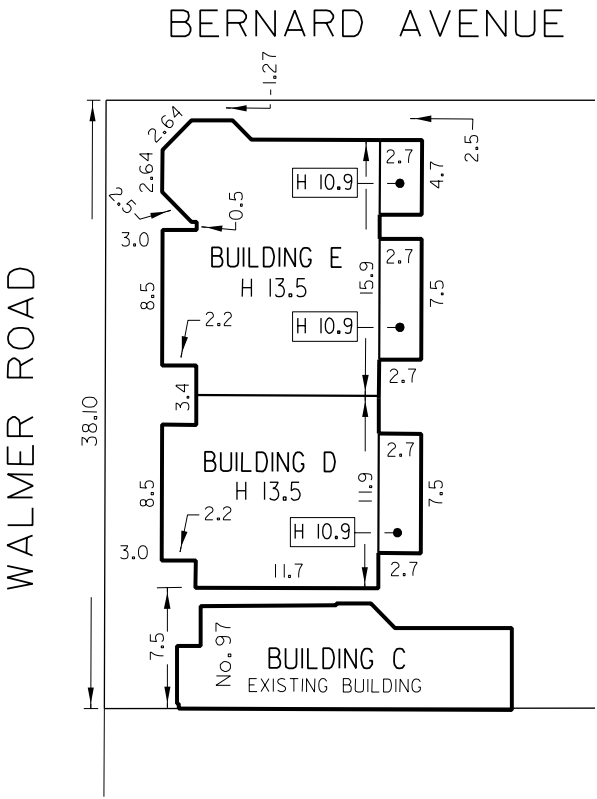 BERNARD AVENUE
1.27
2.64
2.5
2.7
4.7
H 10.9
2.64
2.5
0.5
3.0
2.7
BUILDING E
H 13.5
15.9
8.5
7.5
2.2
H 10.9
2.7
3.4
WALMER ROAD
38.10
2.7
BUILDING D
H 13.5
11.9
8.5
7.5
2.2
H 10.9
3.0
11.7
2.7
7.5
No. 97
BUILDING C
EXISTING BUILDING